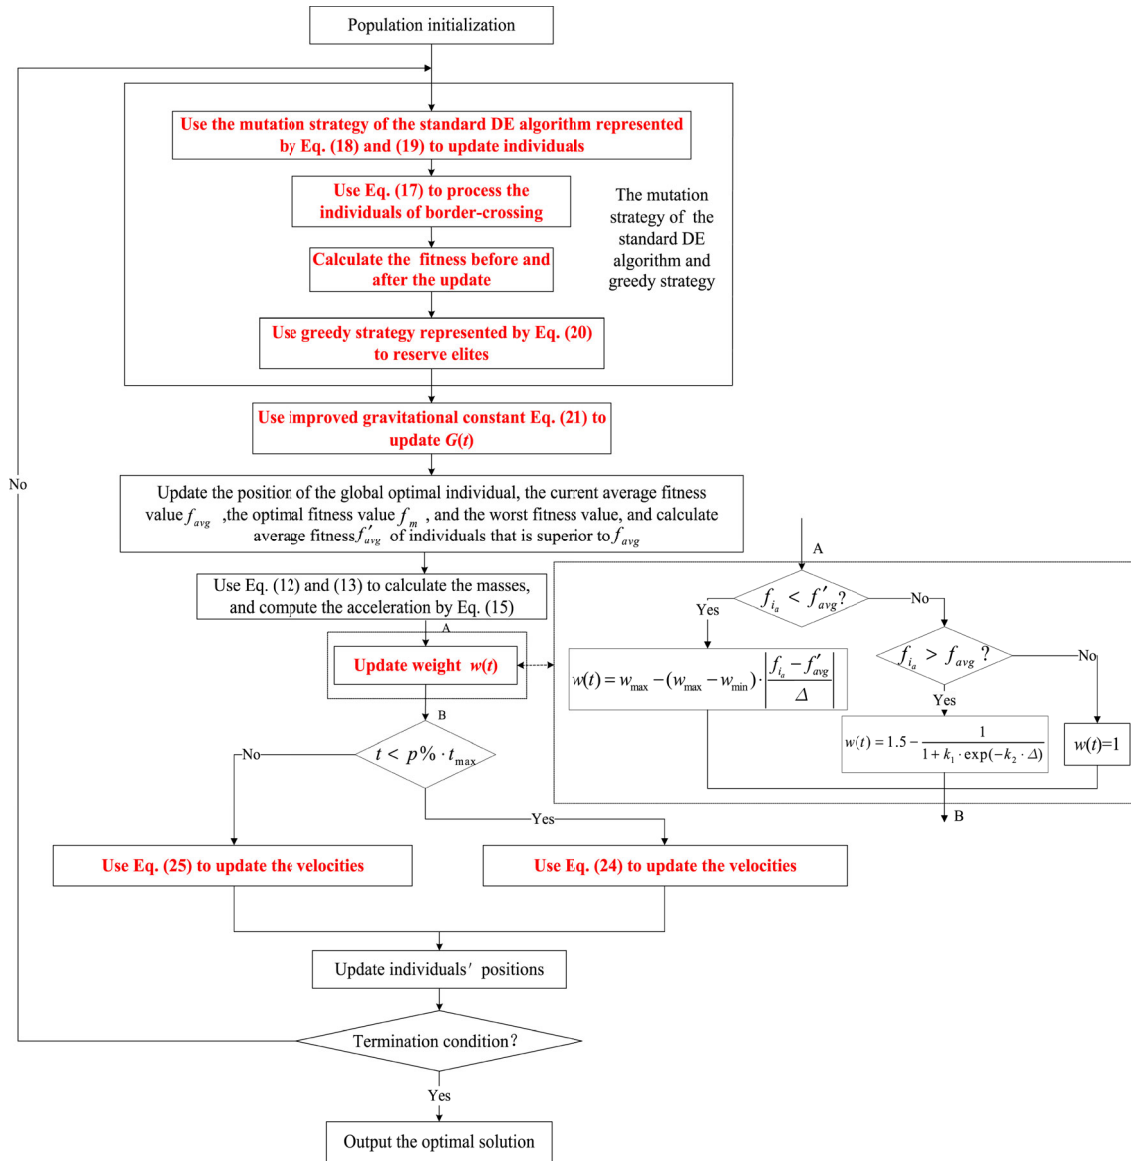 Population initialization
Use the mutation strategy of the standard DE algorithm represented
by Eq. (18) and (19) to update individuals
Use Eq. (17) to process the
individuals of border-crossing
Calculate the fitness before and
after the update
Use greedy strategy represented by Eq. (20)
to reserve elites
The mutation
strategy of the
standard DE
algorithm and
greedy strategy
Use improved gravitational constant Eq. (21) to
update G(t)
No
Update the position of the global optimal individual, the current average fitness
value f_avg ,the optimal fitness value f_m , and the worst fitness value, and calculate
average fitness f'_avg of individuals that is superior to f_avg
Use Eq. (12) and (13) to calculate the masses,
and compute the acceleration by Eq. (15)
A
Update weight w(t)
B
t < p% · t_max
No
Yes
Use Eq. (25) to update the velocities
Use Eq. (24) to update the velocities
Update individuals' positions
Termination condition?
Yes
Output the optimal solution
A
f_{i_a} < f'_avg?
Yes
No
f_{i_a} > f_avg ?
No
Yes
w(t) = w_max − (w_max − w_min) · |(f_{i_a} − f'_avg)/Δ|
w(t) = 1.5 − 1/(1 + k_1 · exp(−k_2 · Δ))
w(t)=1
B